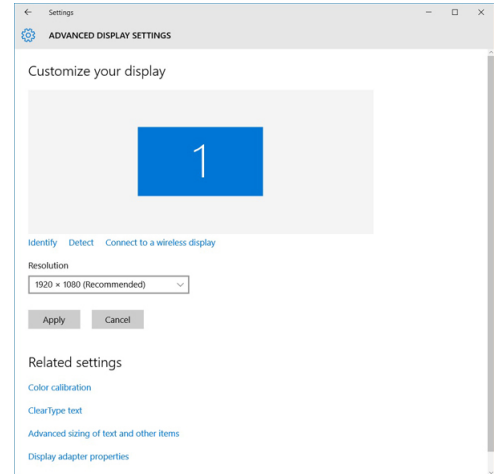 Settings
ADVANCED DISPLAY SETTINGS
Customize your display
1
Identify Detect Connect to a wireless display
Resolution
1920 × 1080 (Recommended)
Apply Cancel
Related settings
Color calibration
ClearType text
Advanced sizing of text and other items
Display adapter properties